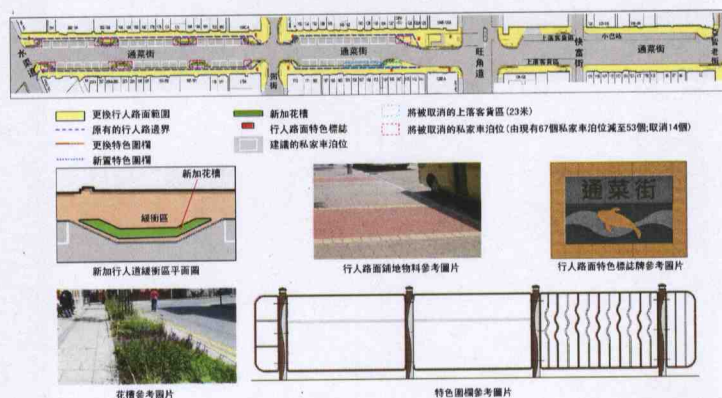 通菜街
通菜街
旺角道
上落客貨區
上落客貨區
快富街
小巴站
通菜街
更換行人路面範圍
原有的行人路邊界
更換特色圍欄
新置特色圍欄
新加花槽
行人路面特色標誌
建議的私家車泊位
將被取消的上落客貨區(23米)
將被取消的私家車泊位(由現有67個私家車泊位減至53個;取消14個)
新加花槽
緩衝區
新加行人道緩衝區平面圖
行人路面鋪地物料參考圖片
通菜街
行人路面特色標誌牌參考圖片
花槽參考圖片
特色圍欄參考圖片